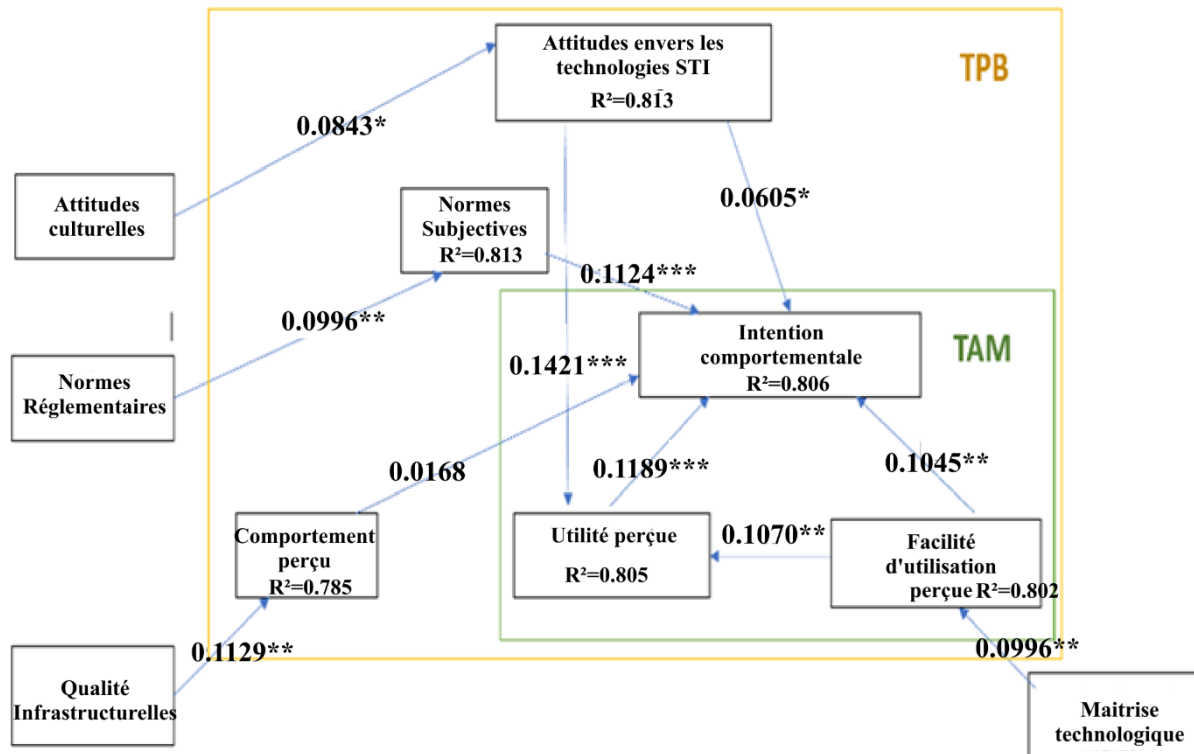 Attitudes envers les
technologies STI
R²=0.813
TPB
0.0843*
Attitudes
culturelles
Normes
Subjectives
R²=0.813
0.0605*
0.1124***
0.0996**
Intention
comportementale
R²=0.806
TAM
Normes
Réglementaires
0.1421***
0.0168
0.1189***
0.1045**
Comportement
perçu
R²=0.785
Utilité perçue
R²=0.805
0.1070**
Facilité
d'utilisation
perçue R²=0.802
0.1129**
0.0996**
Qualité
Infrastructurelles
Maitrise
technologique